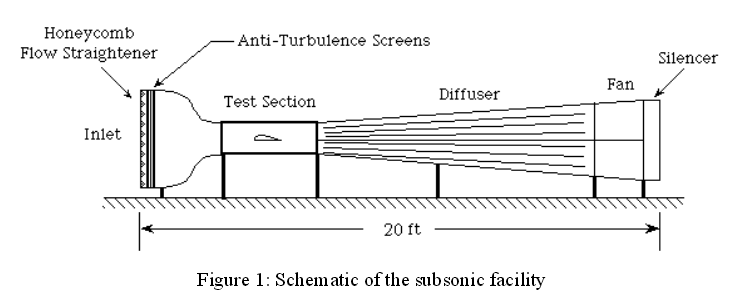 Honeycomb
Flow Straightener
Anti-Turbulence Screens
Silencer
Fan
Diffuser
Test Section
Inlet
20 ft
Figure 1: Schematic of the subsonic facility